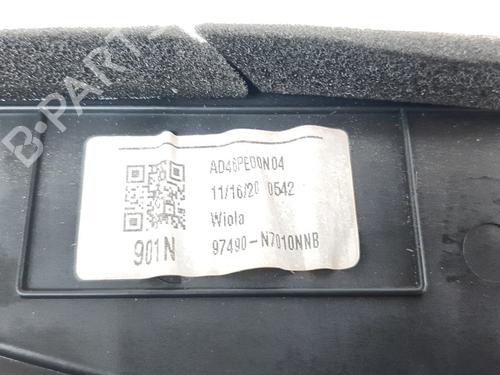 B-PARTS
AD46PE00N04
11/16/20 0542
Wiola
901N
97490-N7010NNB